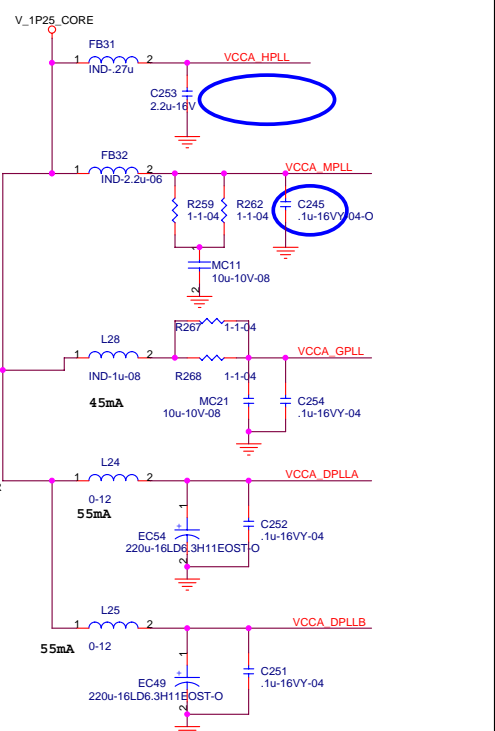 V_1P25_CORE
FB31
1 2 VCCA_HPLL
IND-.27u
C253
2.2u-16V
FB32
1 2 VCCA_MPLL
IND-2.2u-06
R259 R262 C245
1-1-04 1-1-04 .1u-16VY-04-O
1
MC11
10u-10V-08
2
R267 1-1-04
L28
1 2 VCCA_GPLL
IND-1u-08 R268 1-1-04
45mA MC21 C254
10u-10V-08 .1u-16VY-04
L24
1 2 VCCA_DPLLA
0-12
55mA
1
EC54 C252
220u-16LD6.3H11EOST-O .1u-16VY-04
2
L25
1 2 VCCA_DPLLB
55mA 0-12
1
EC49 C251
220u-16LD6.3H11EOST-O .1u-16VY-04
2